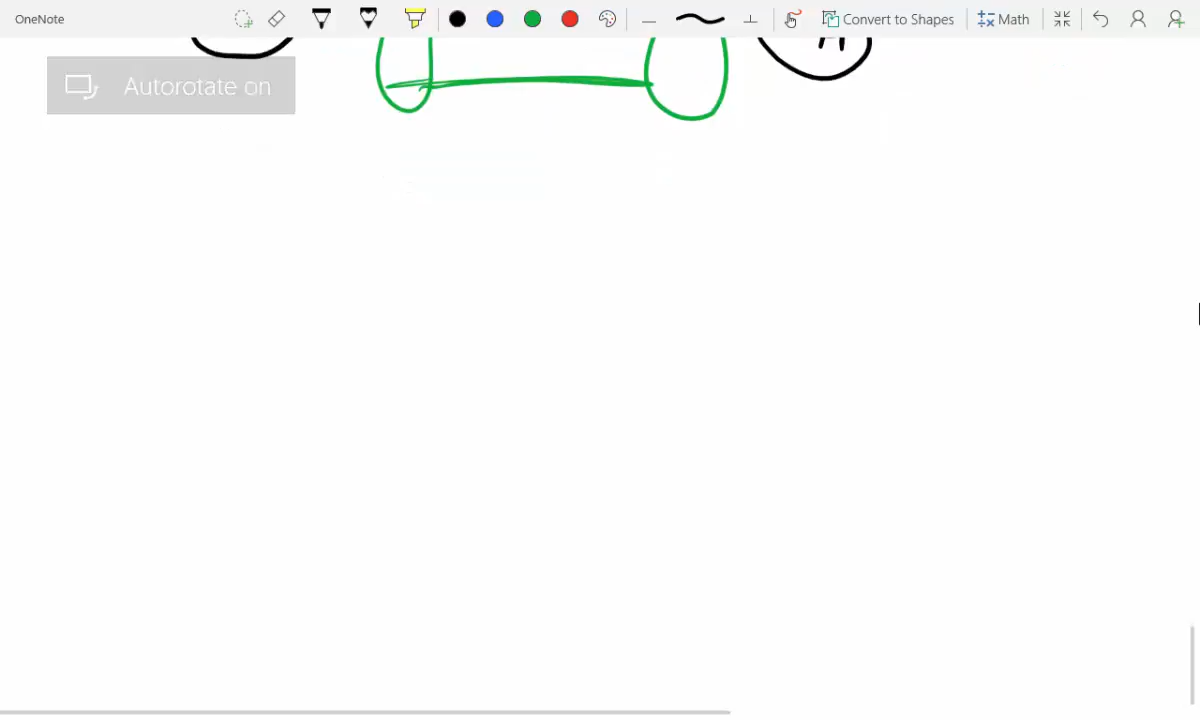 OneNote
Convert to Shapes
Math
Autorotate on